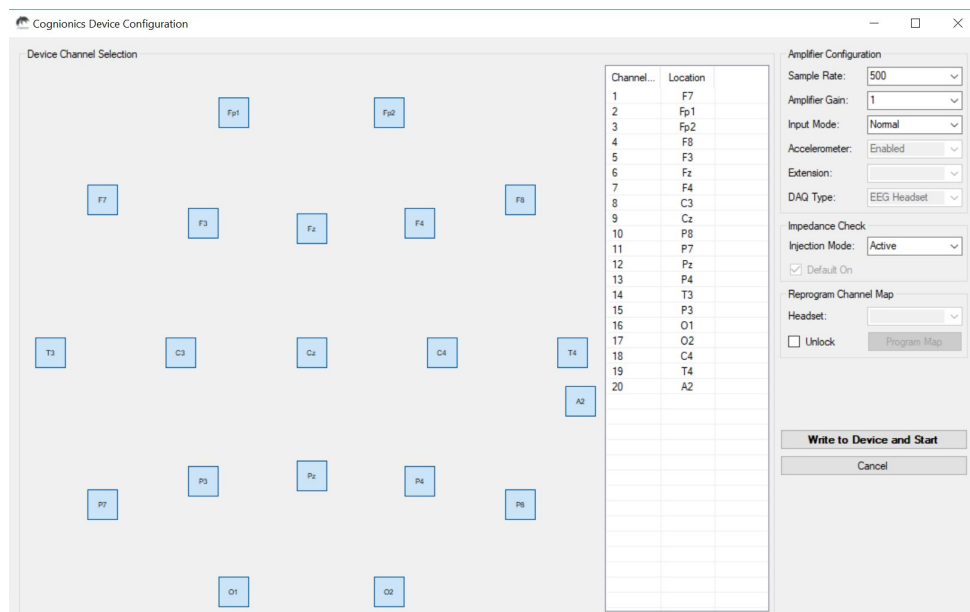 Cognionics Device Configuration
Device Channel Selection
Fp1 Fp2
F7 F8
F3 Fz F4
T3 C3 Cz C4 T4
A2
P3 Pz P4
P7 P8
O1 O2
Channel... Location
1 F7
2 Fp1
3 Fp2
4 F8
5 F3
6 Fz
7 F4
8 C3
9 Cz
10 P8
11 P7
12 Pz
13 P4
14 T3
15 P3
16 O1
17 O2
18 C4
19 T4
20 A2
Amplifier Configuration
Sample Rate: 500
Amplifier Gain: 1
Input Mode: Normal
Accelerometer: Enabled
Extension:
DAQ Type: EEG Headset
Impedance Check
Injection Mode: Active
Default On
Reprogram Channel Map
Headset:
Unlock Program Map
Write to Device and Start
Cancel